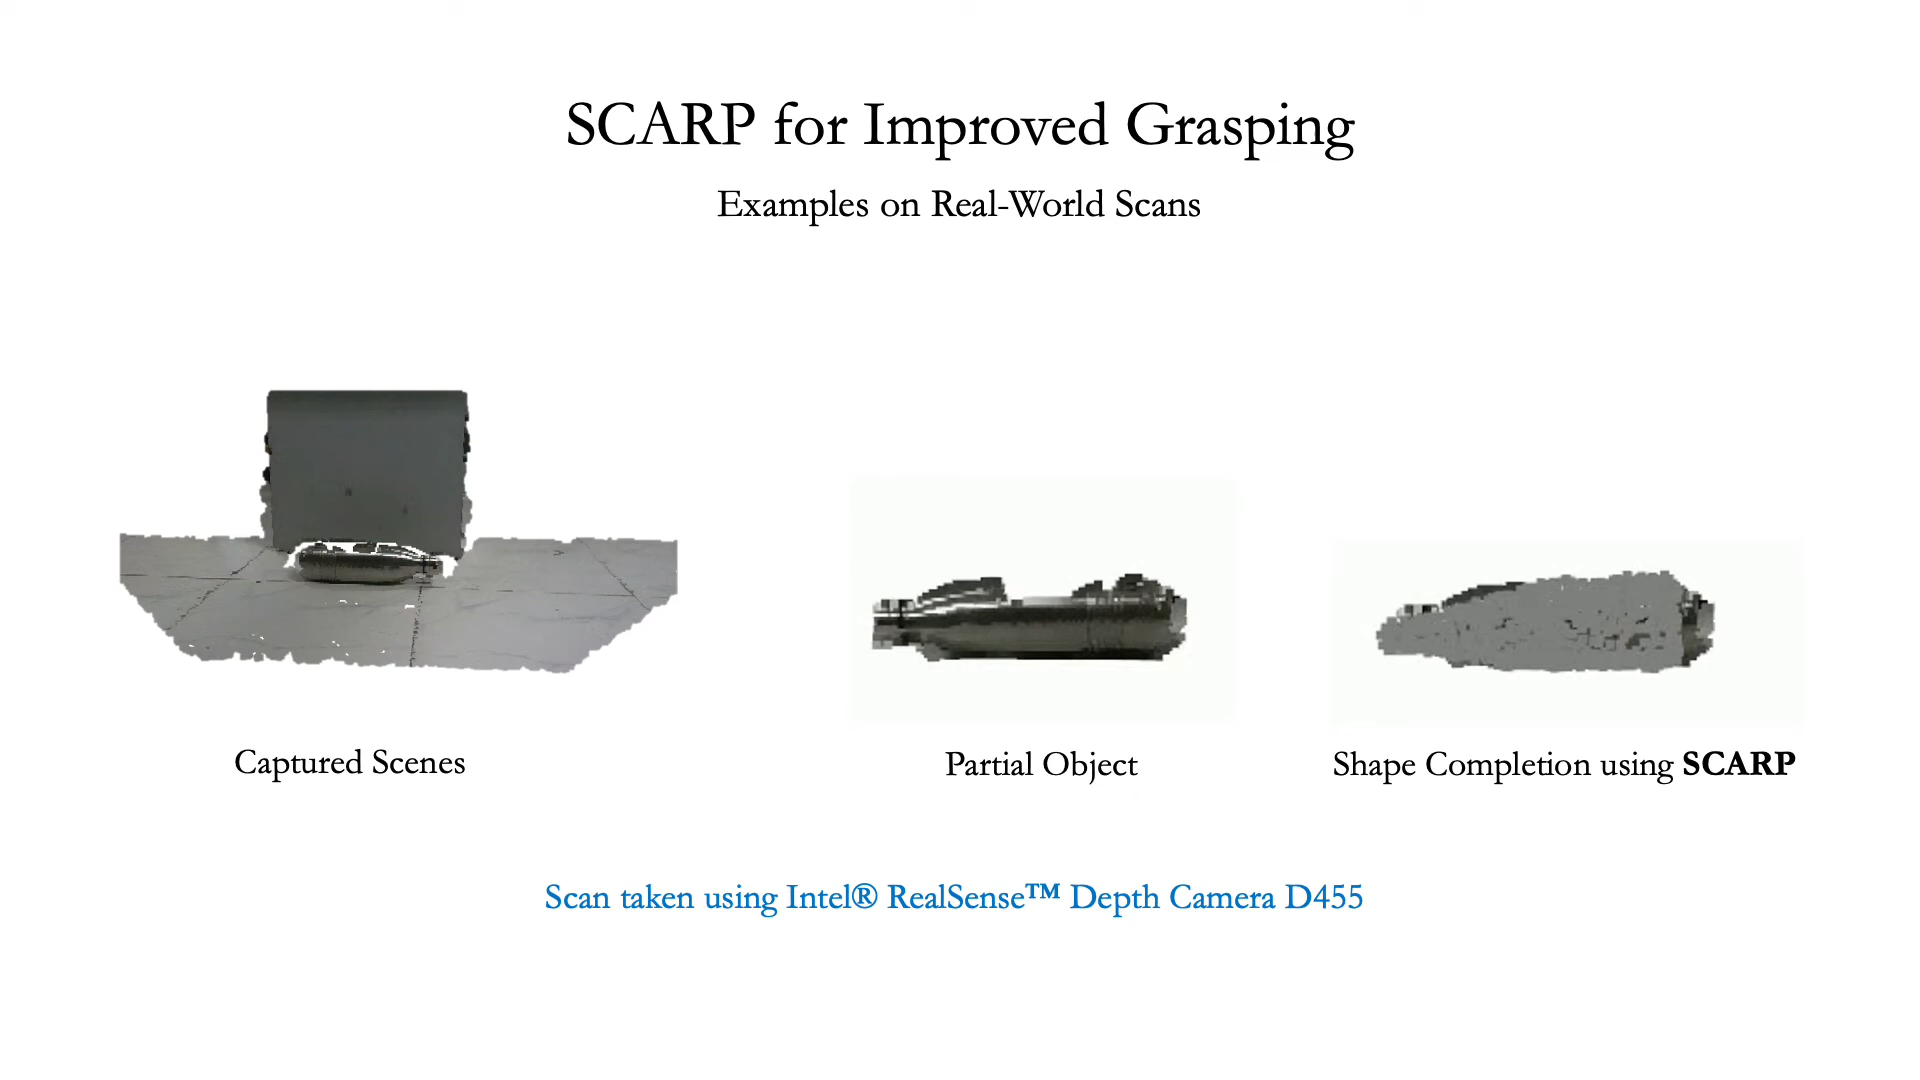 SCARP for Improved Grasping
Examples on Real-World Scans
Captured Scenes
Partial Object
Shape Completion using SCARP
Scan taken using Intel® RealSense™ Depth Camera D455